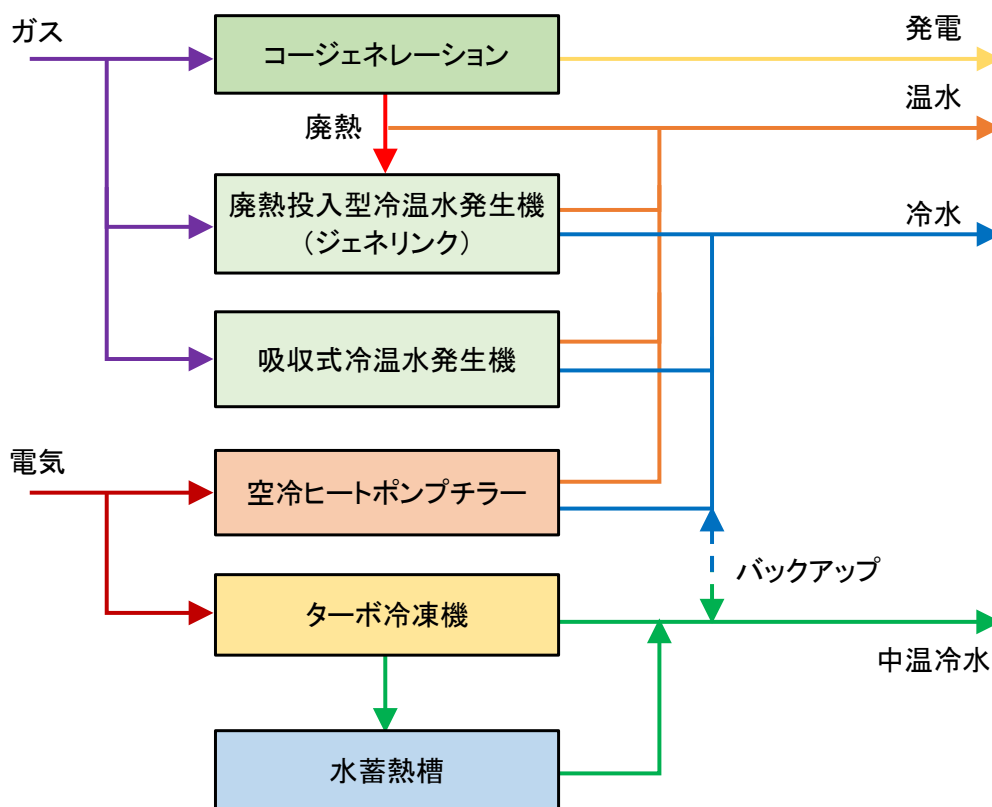 ガス
コージェネレーション
発電
廃熱
温水
廃熱投入型冷温水発生機
（ジェネリンク）
冷水
吸収式冷温水発生機
電気
空冷ヒートポンプチラー
バックアップ
ターボ冷凍機
中温冷水
水蓄熱槽